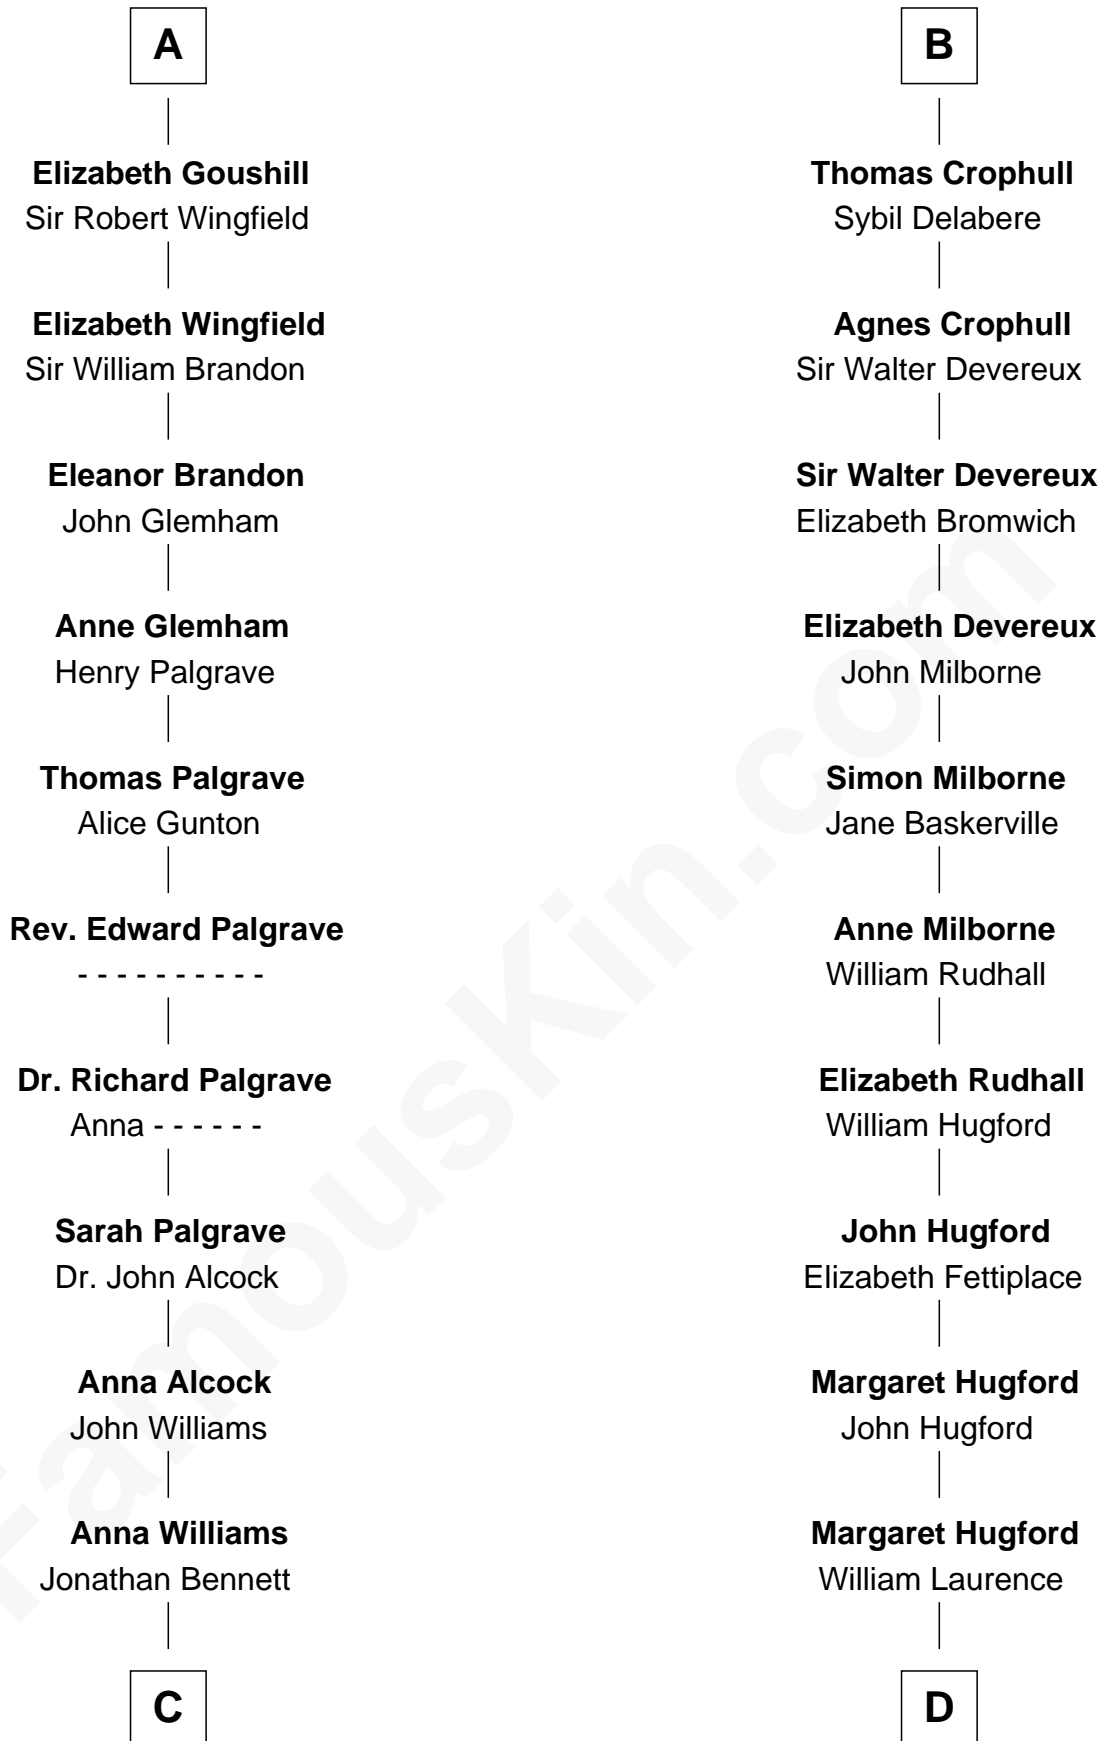 A
Elizabeth Goushill
Sir Robert Wingfield
Elizabeth Wingfield
Sir William Brandon
Eleanor Brandon
John Glemham
Anne Glemham
Henry Palgrave
Thomas Palgrave
Alice Gunton
Rev. Edward Palgrave
- - - - - - - - - -
Dr. Richard Palgrave
Anna - - - - - -
Sarah Palgrave
Dr. John Alcock
Anna Alcock
John Williams
Anna Williams
Jonathan Bennett
C
B
Thomas Crophull
Sybil Delabere
Agnes Crophull
Sir Walter Devereux
Sir Walter Devereux
Elizabeth Bromwich
Elizabeth Devereux
John Milborne
Simon Milborne
Jane Baskerville
Anne Milborne
William Rudhall
Elizabeth Rudhall
William Hugford
John Hugford
Elizabeth Fettiplace
Margaret Hugford
John Hugford
Margaret Hugford
William Laurence
D
FamousKin.com